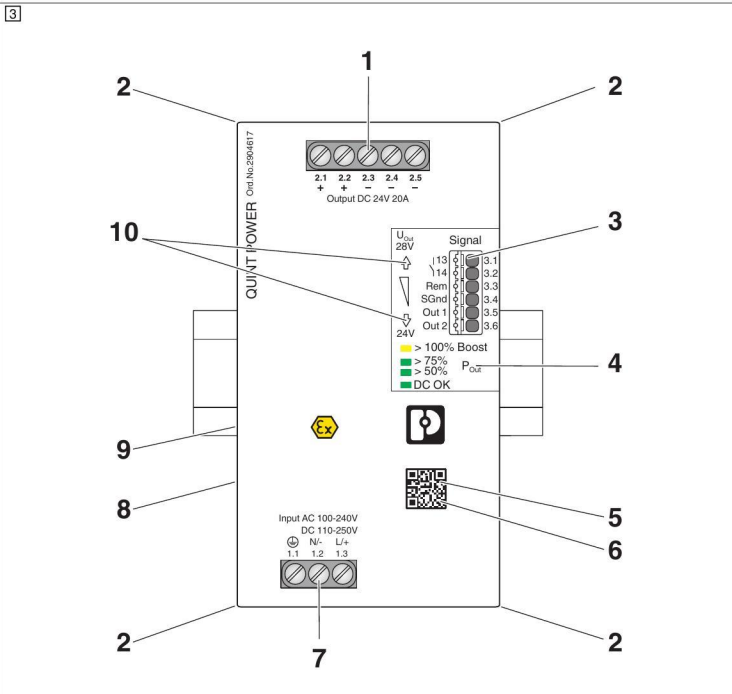 3
1
2
2
QUINT POWER Ord.No.2904617
2.1 2.2 2.3 2.4 2.5
+ + – – –
Output DC 24V 20A
10
3
UOut
28V
Signal
13 3.1
14 3.2
Rem 3.3
SGnd 3.4
Out 1 3.5
Out 2 3.6
24V
> 100% Boost
> 75%
> 50%
POut
DC OK
4
Ex
9
8
5
6
Input AC 100-240V
DC 110-250V
N/- L/+
1.1 1.2 1.3
2
2
7